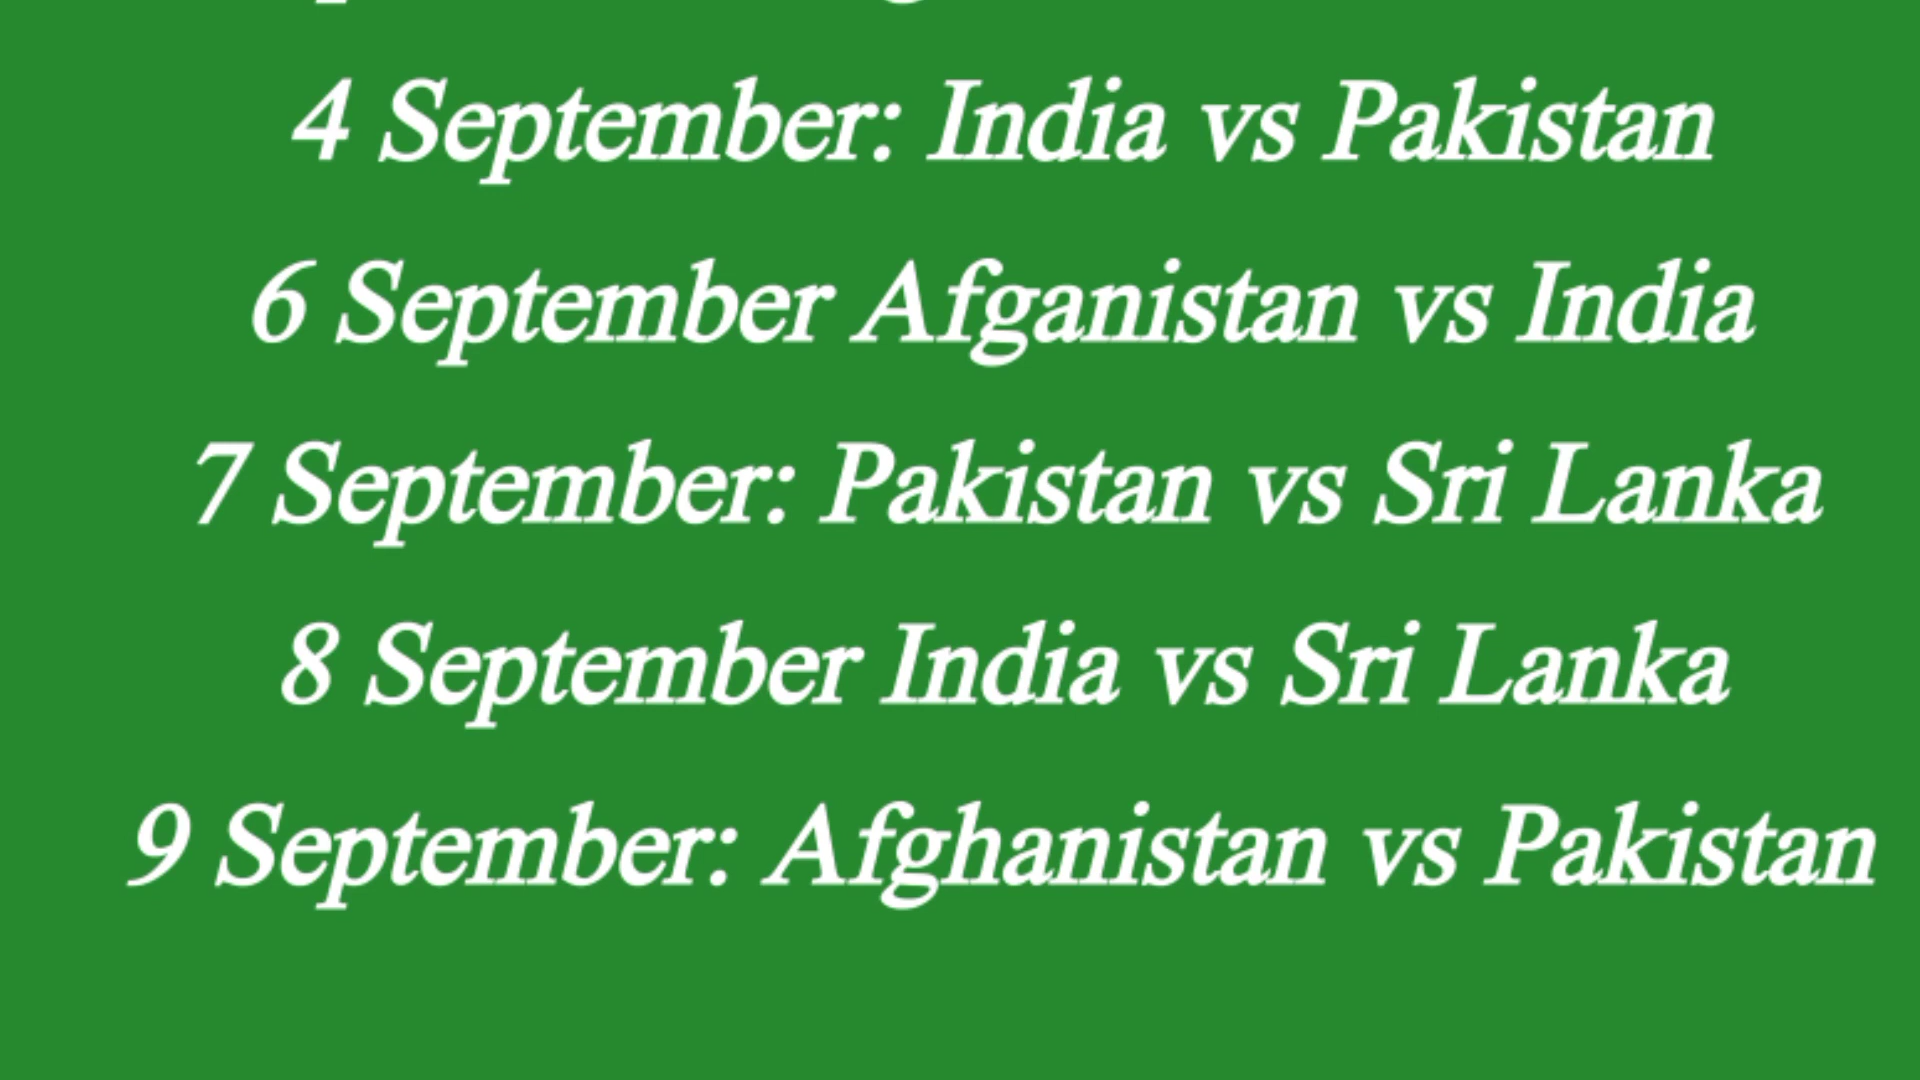 4 September: India vs Pakistan
6 September Afganistan vs India
7 September: Pakistan vs Sri Lanka
8 September India vs Sri Lanka
9 September: Afghanistan vs Pakistan